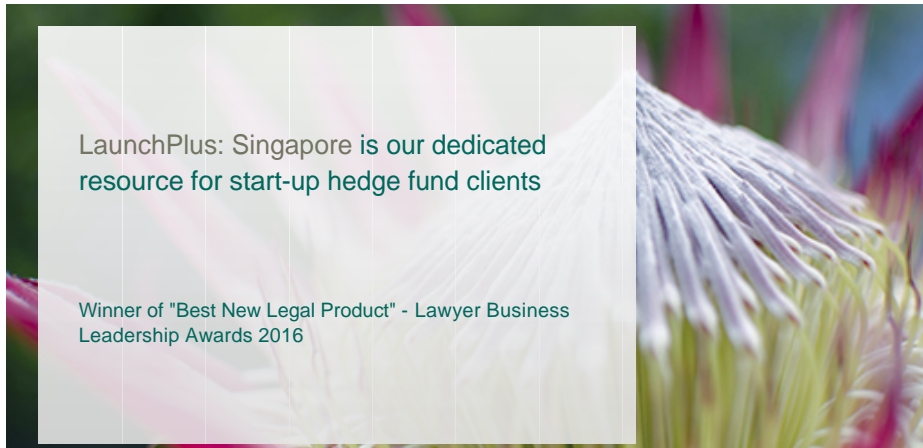 LaunchPlus: Singapore is our dedicated
resource for start-up hedge fund clients
Winner of "Best New Legal Product" - Lawyer Business
Leadership Awards 2016